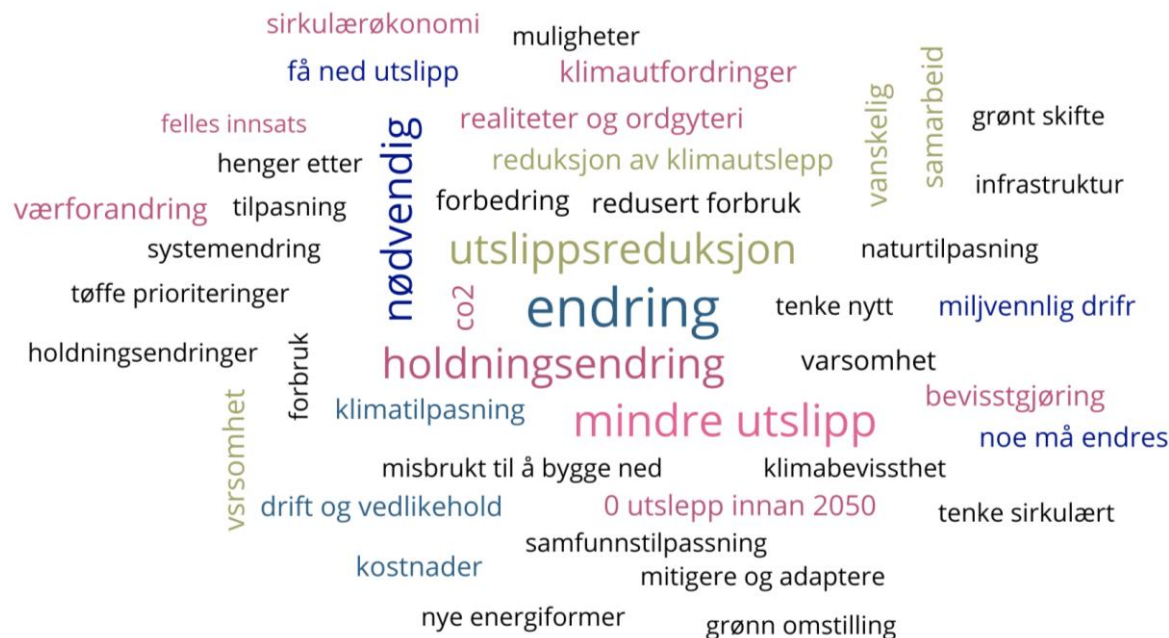 sirkulærøkonomi
muligheter
få ned utslipp
klimautfordringer
vanskelig
samarbeid
grønt skifte
felles innsats
nødvendig
realiteter og ordgyteri
henger etter
reduksjon av klimautslepp
infrastruktur
værforandring
tilpasning
forbedring
redusert forbruk
systemendring
utslippsreduksjon
naturtilpasning
tøffe prioriteringer
co2
endring
tenke nytt
miljvennlig drifr
holdningsendringer
forbruk
holdningsendring
varsomhet
vsrsomhet
klimatilpasning
mindre utslipp
bevisstgjøring
noe må endres
misbrukt til å bygge ned
klimabevissthet
drift og vedlikehold
0 utslepp innan 2050
tenke sirkulært
samfunnstilpassning
kostnader
mitigere og adaptere
nye energiformer
grønn omstilling